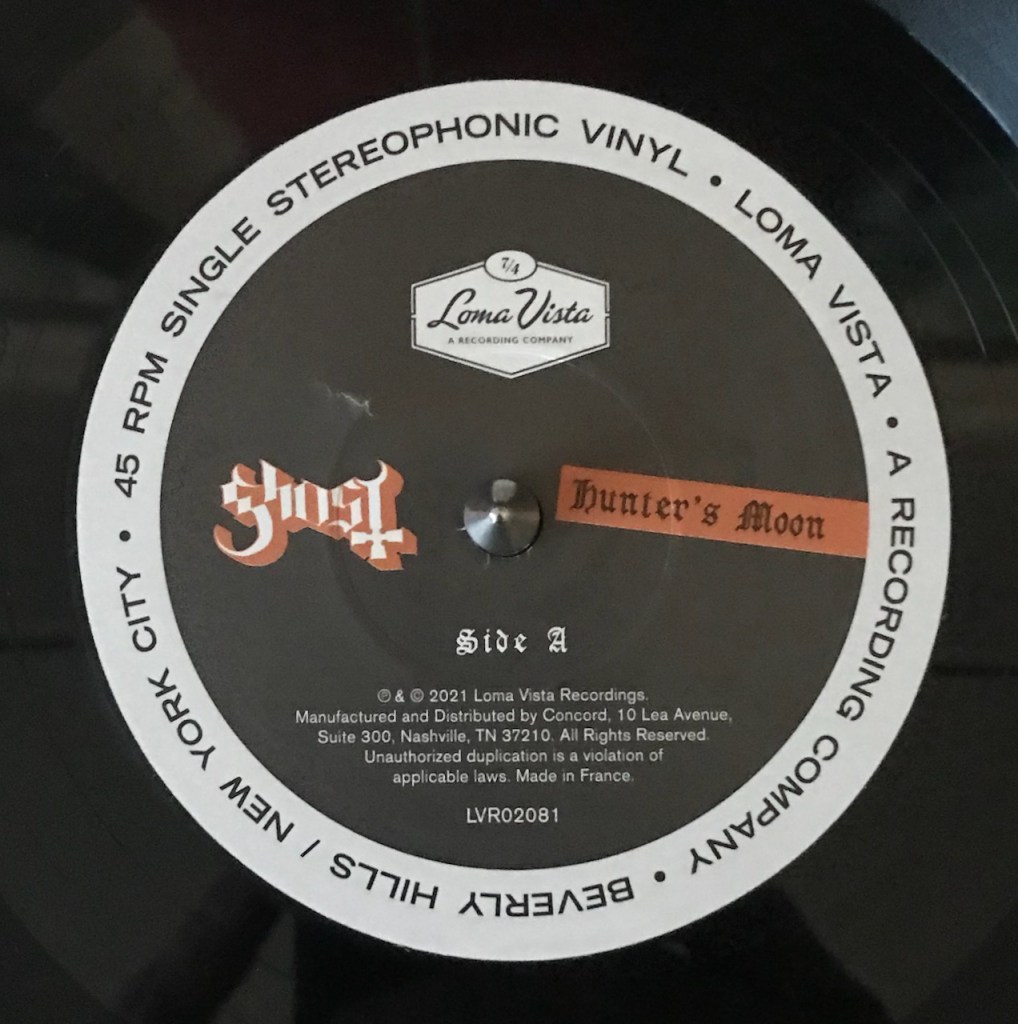 45 RPM SINGLE STEREOPHONIC VINYL • LOMA VISTA • A RECORDING COMPANY • BEVERLY HILLS / NEW YORK CITY •
7/4
Loma Vista
A RECORDING COMPANY
Ghost
Hunter's Moon
Side A
℗ & © 2021 Loma Vista Recordings.
Manufactured and Distributed by Concord, 10 Lea Avenue,
Suite 300, Nashville, TN 37210. All Rights Reserved.
Unauthorized duplication is a violation of
applicable laws. Made in France.
LVR02081